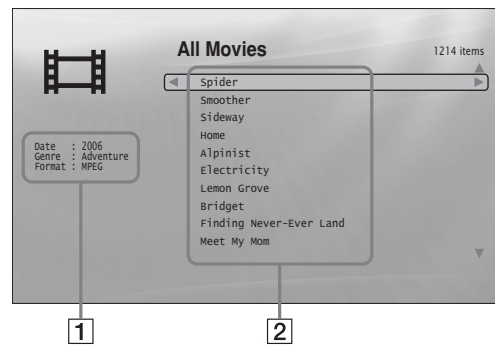 All Movies
1214 items
Spider
Smoother
Sideway
Home
Alpinist
Electricity
Lemon Grove
Bridget
Finding Never-Ever Land
Meet My Mom
Date : 2006
Genre : Adventure
Format : MPEG
1
2